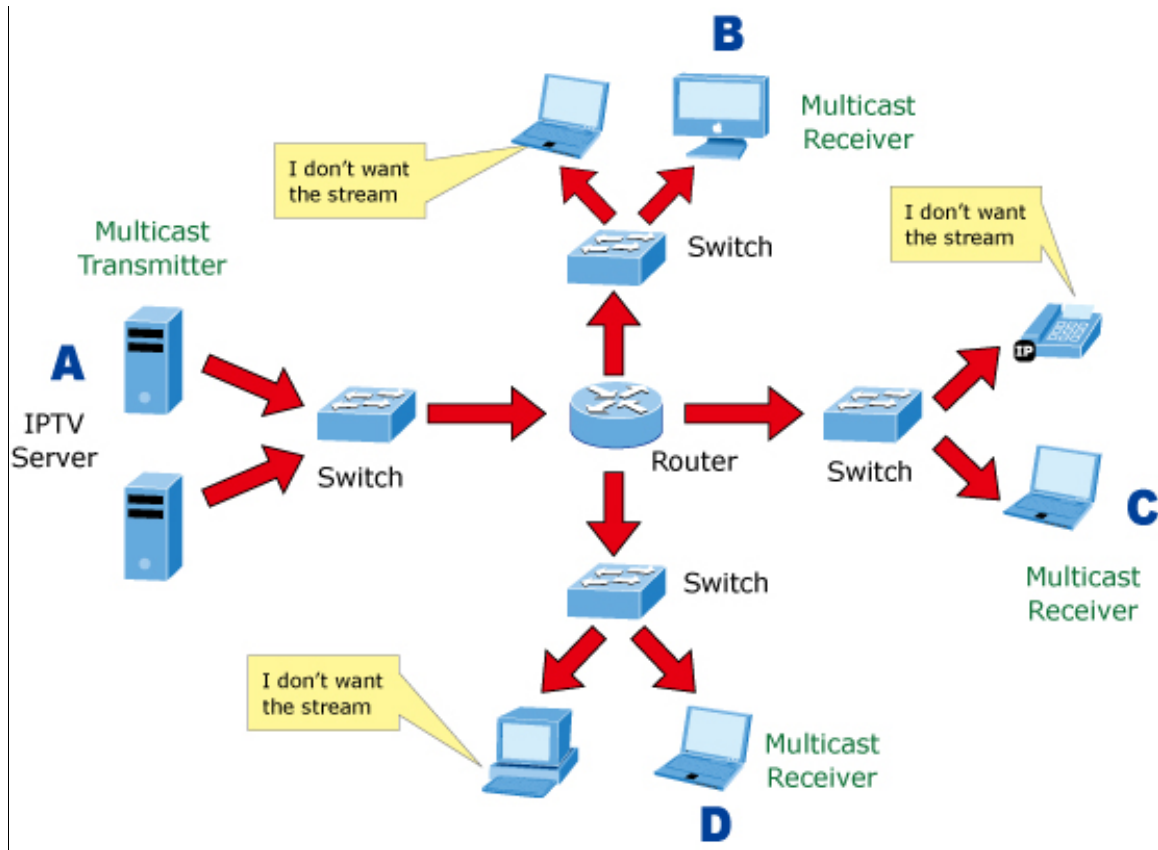 B
Multicast
Receiver
I don't want
the stream
I don't want
the stream
Switch
Multicast
Transmitter
A
IPTV
Server
IP
Switch
Router
Switch
C
Multicast
Receiver
Switch
I don't want
the stream
Multicast
Receiver
D